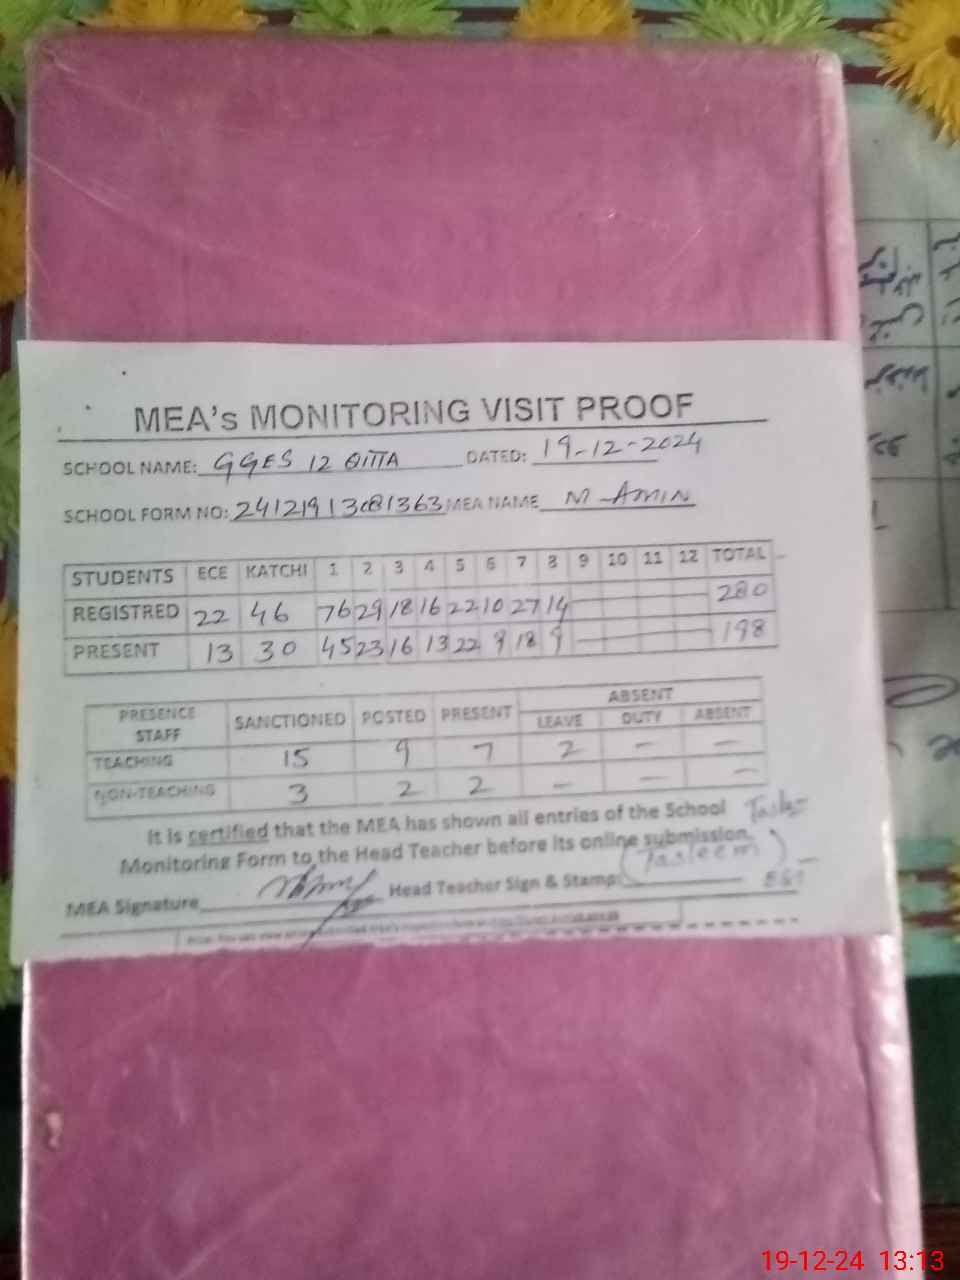 MEA's MONITORING VISIT PROOF
SCHOOL NAME: GGES 12 QITTA DATED: 19-12-2024
SCHOOL FORM NO: MEA NAME M-AMIN
STUDENTS ECE KATCHI 1 2 3 4 5 6 7 8 9 10 11 12 TOTAL
REGISTRED 22 46 76 29 18 16 22 10 27 14 280
PRESENT 13 30 45 23 16 13 22 9 18 9 198
PRESENCE STAFF SANCTIONED POSTED PRESENT ABSENT
LEAVE DUTY ABSENT
TEACHING 15 9 7 2 - -
NON-TEACHING 3 2 2 - - -
It is certified that the MEA has shown all entries of the School
Monitoring Form to the Head Teacher before its online submission.
(Tasleem)
MEA Signature Head Teacher Sign & Stamp: EST
19-12-24 13:13